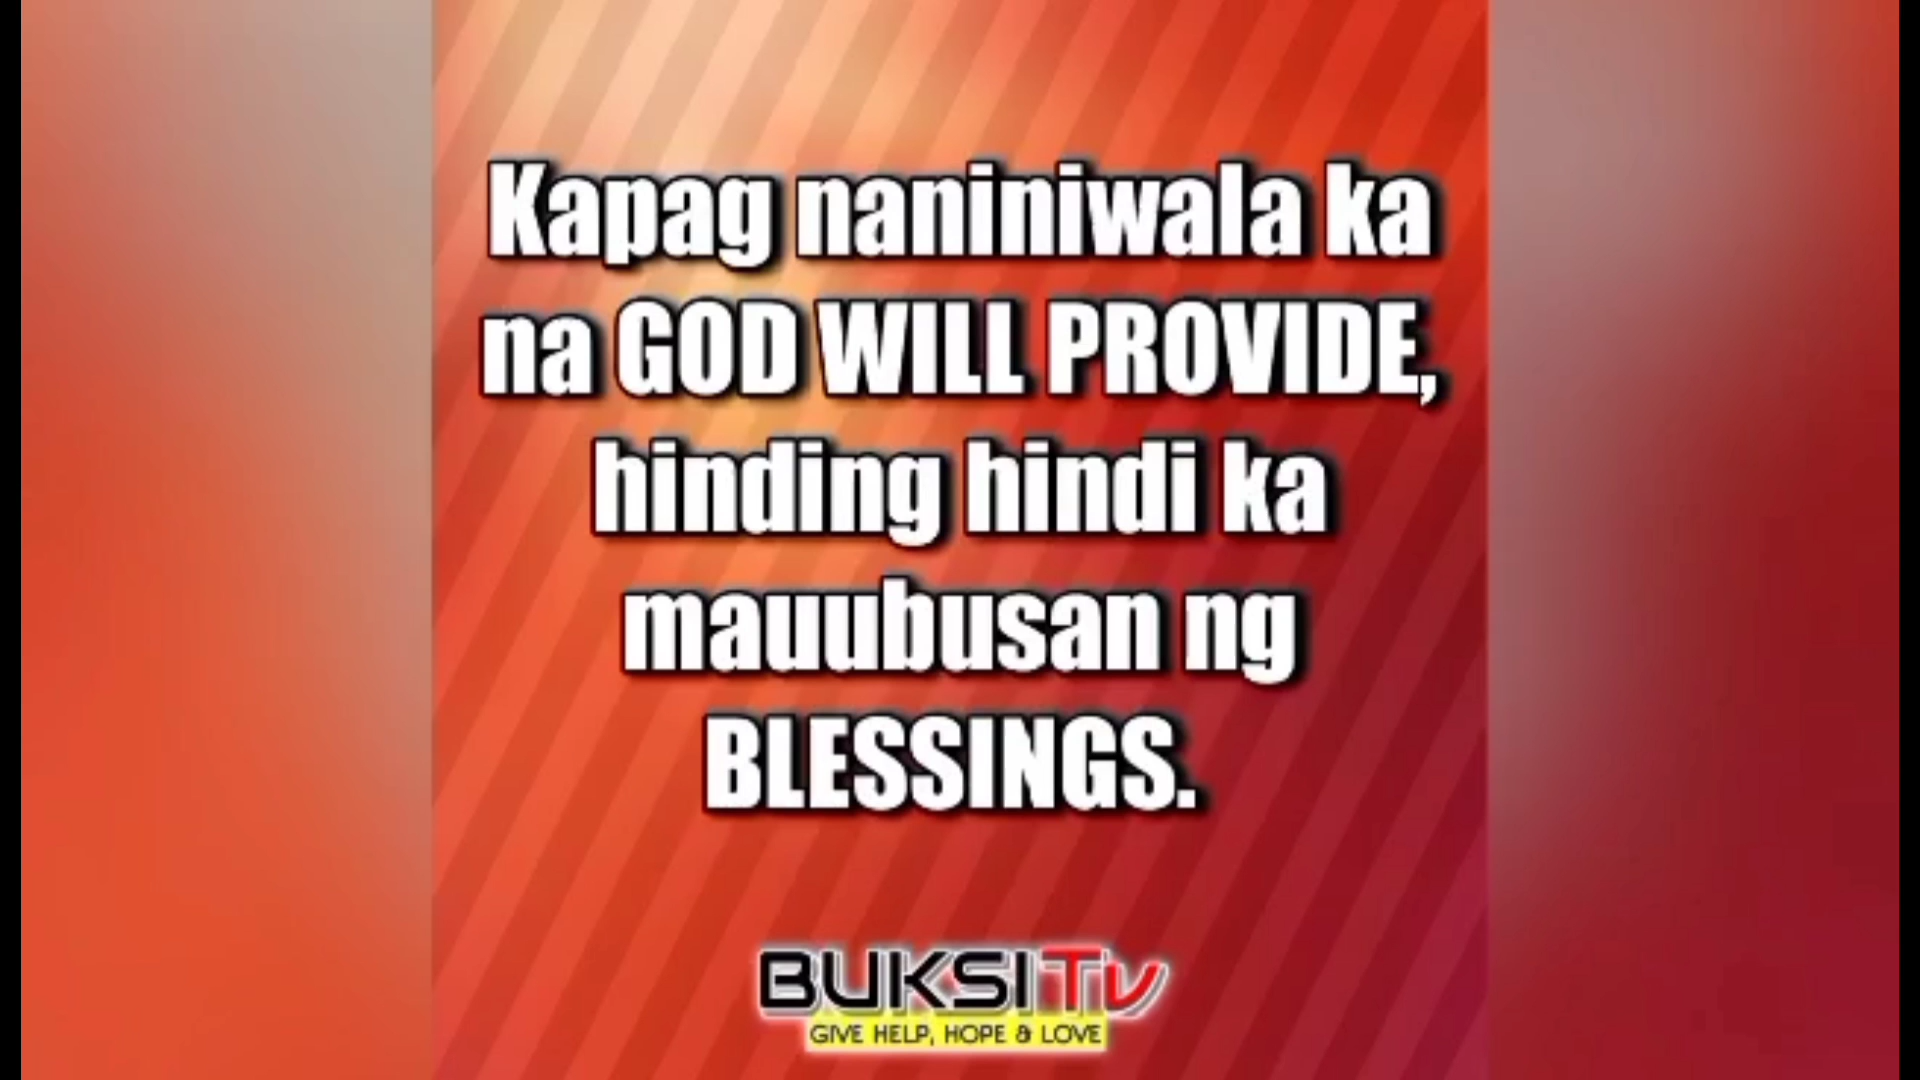 Kapag naniniwala ka
na GOD WILL PROVIDE,
hinding hindi ka
mauubusan ng
BLESSINGS.
BUKSI TV
GIVE HELP, HOPE & LOVE